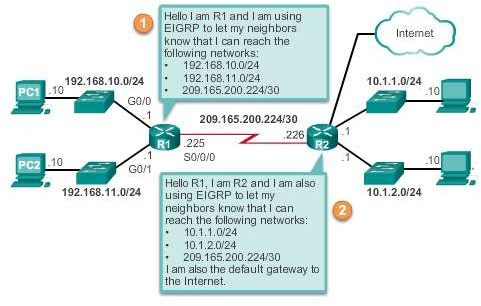 1
Hello I am R1 and I am using
EIGRP to let my neighbors
know that I can reach the
following networks:
• 192.168.10.0/24
• 192.168.11.0/24
• 209.165.200.224/30
Internet
192.168.10.0/24
PC1
.10
G0/0
.1
10.1.1.0/24
.10
.1
209.165.200.224/30
R1
.225
S0/0/0
.226
R2
.1
G0/1
.1
PC2
.10
192.168.11.0/24
.10
10.1.2.0/24
Hello R1, I am R2 and I am also
using EIGRP to let my
neighbors know that I can
reach the following networks:
• 10.1.1.0/24
• 10.1.2.0/24
• 209.165.200.224/30
I am also the default gateway to
the Internet.
2